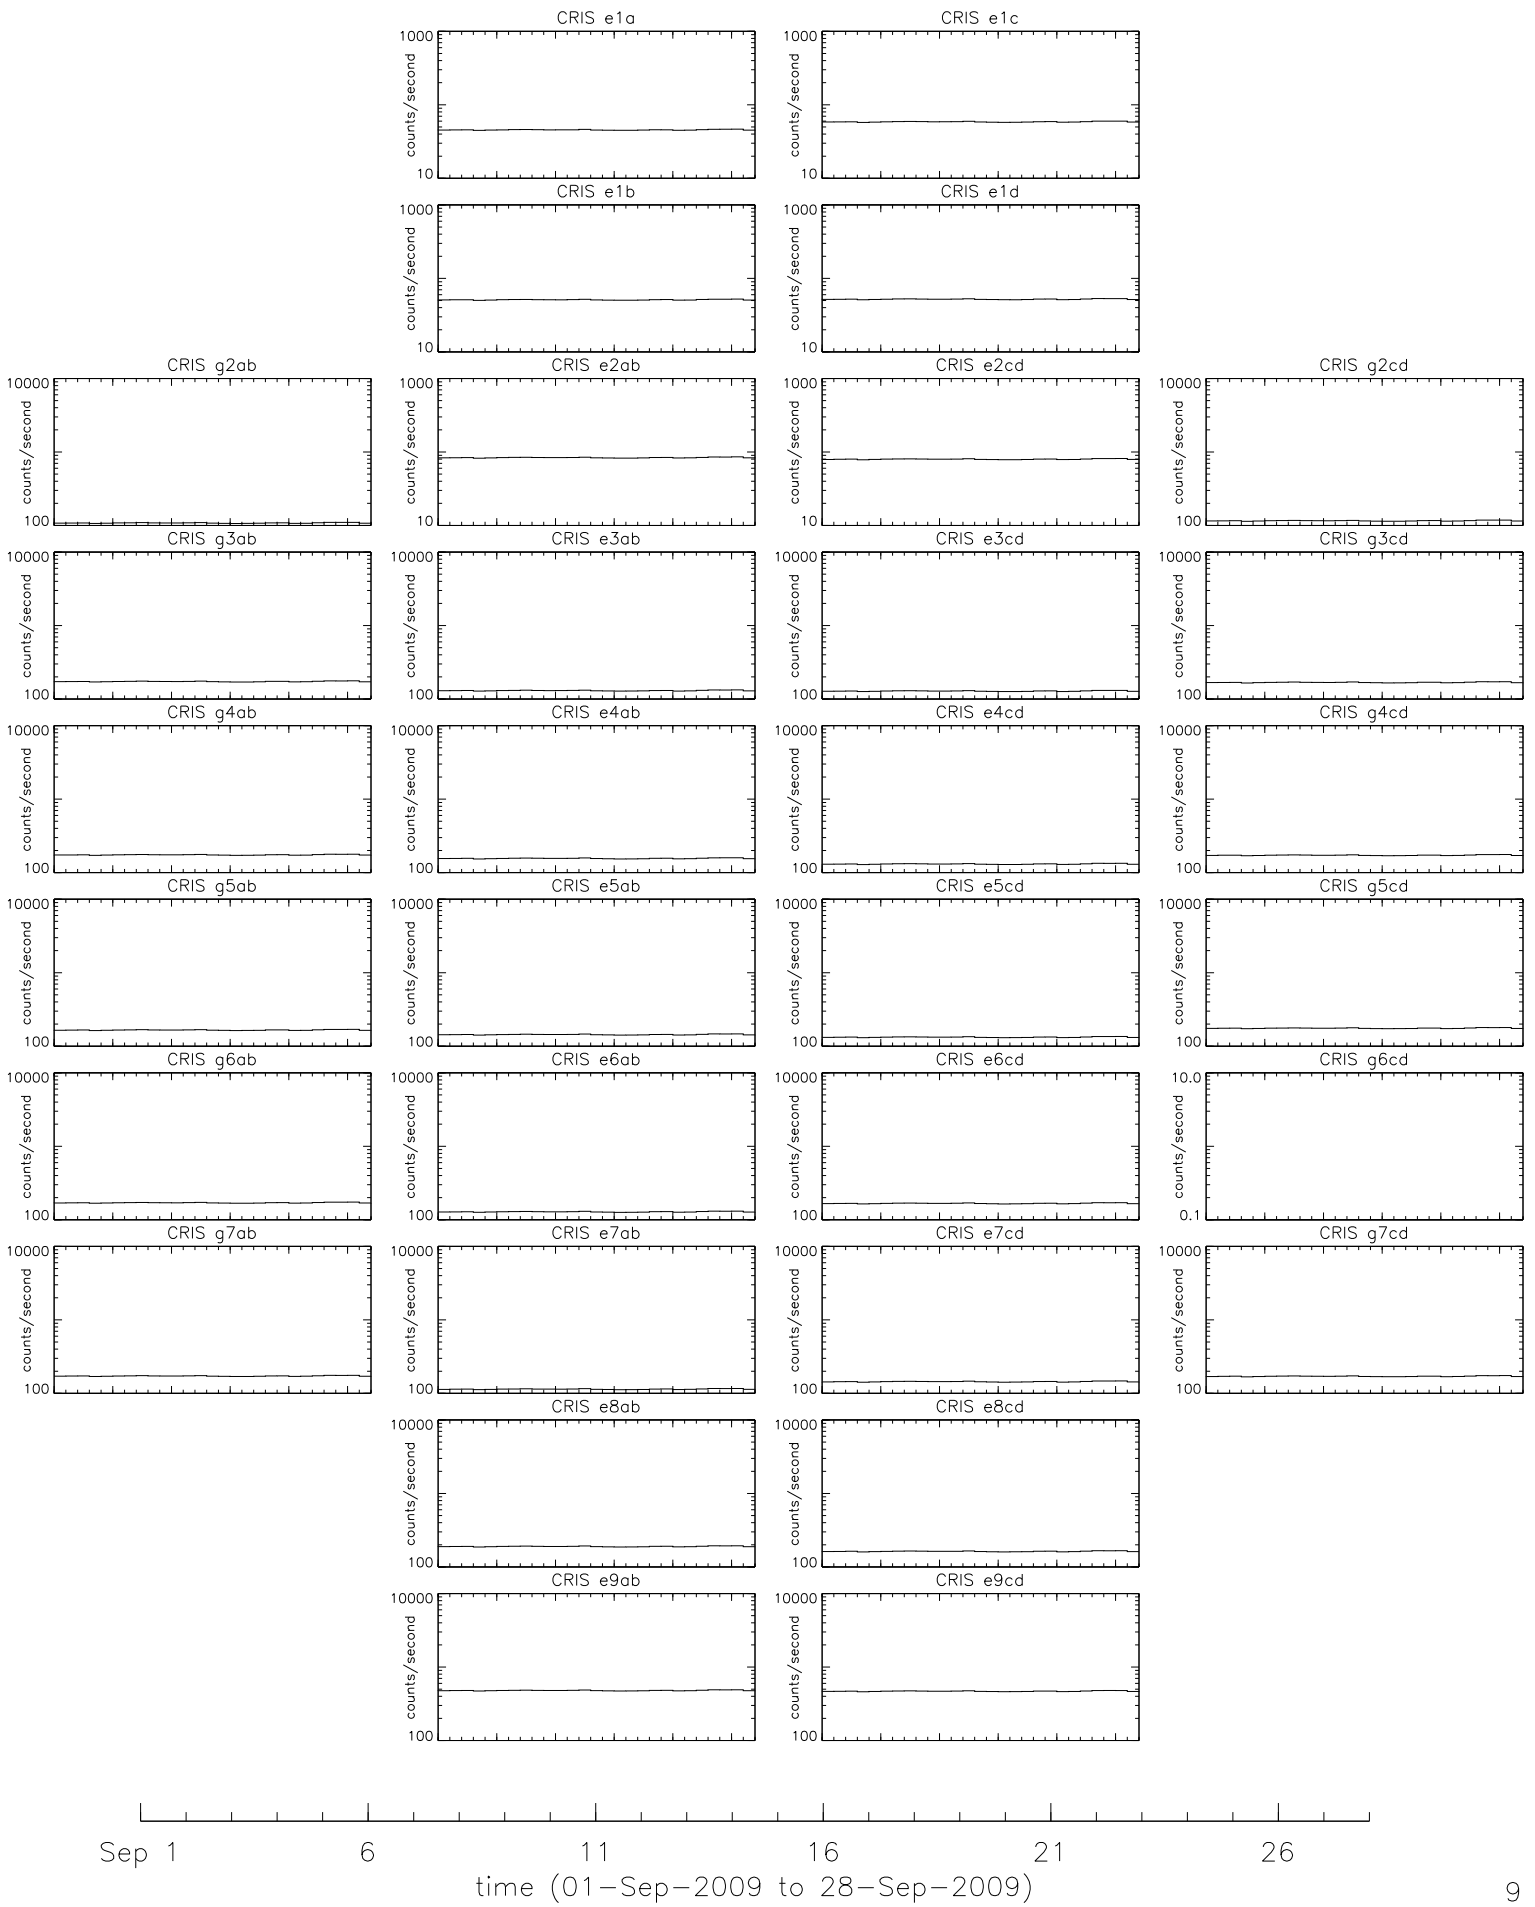 CRIS e1a CRIS e1c
1000 1000
counts/second counts/second
10 10
CRIS e1b CRIS e1d
1000 1000
counts/second counts/second
10 10
CRIS g2ab CRIS e2ab CRIS e2cd CRIS g2cd
10000 1000 1000 10000
counts/second counts/second counts/second counts/second
100 10 10 100
CRIS g3ab CRIS e3ab CRIS e3cd CRIS g3cd
10000 10000 10000 10000
counts/second counts/second counts/second counts/second
100 100 100 100
CRIS g4ab CRIS e4ab CRIS e4cd CRIS g4cd
10000 10000 10000 10000
counts/second counts/second counts/second counts/second
100 100 100 100
CRIS g5ab CRIS e5ab CRIS e5cd CRIS g5cd
10000 10000 10000 10000
counts/second counts/second counts/second counts/second
100 100 100 100
CRIS g6ab CRIS e6ab CRIS e6cd CRIS g6cd
10000 10000 10000 10.0
counts/second counts/second counts/second counts/second
100 100 100 0.1
CRIS g7ab CRIS e7ab CRIS e7cd CRIS g7cd
10000 10000 10000 10000
counts/second counts/second counts/second counts/second
100 100 100 100
CRIS e8ab CRIS e8cd
10000 10000
counts/second counts/second
100 100
CRIS e9ab CRIS e9cd
10000 10000
counts/second counts/second
100 100
Sep 1 6 11 16 21 26
time (01-Sep-2009 to 28-Sep-2009)
9